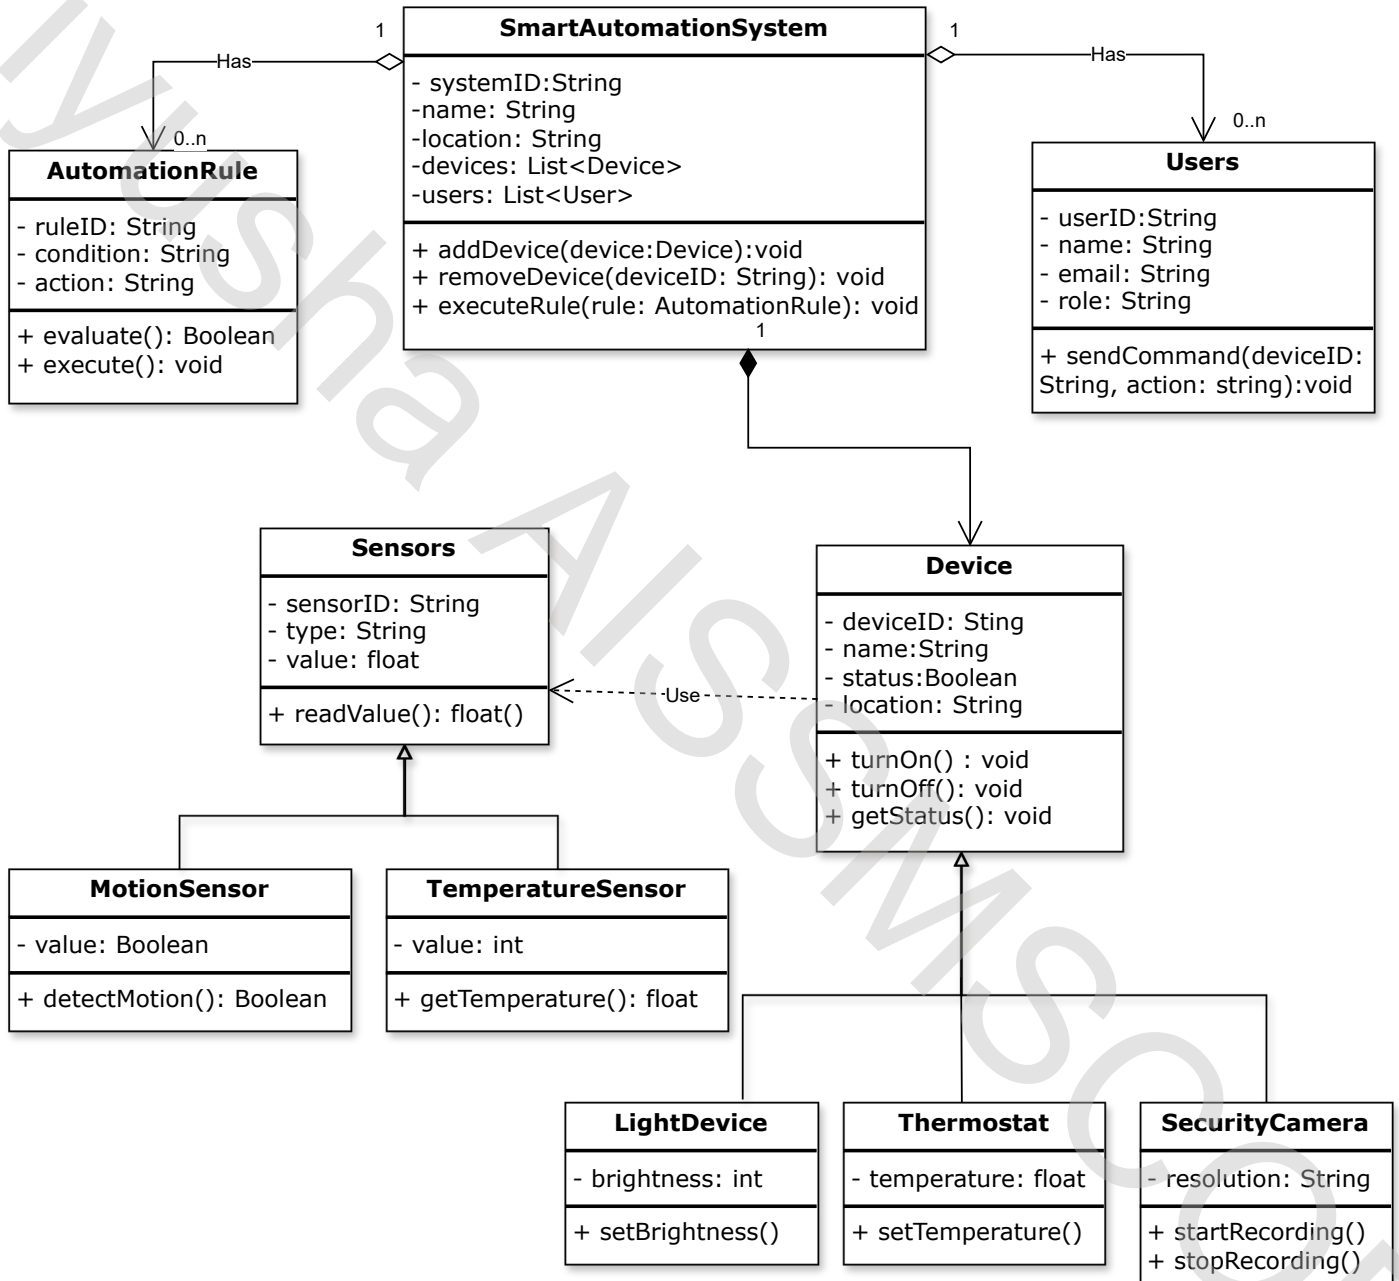 SmartAutomationSystem
- systemID:String
-name: String
-location: String
-devices: List<Device>
-users: List<User>
+ addDevice(device:Device):void
+ removeDevice(deviceID: String): void
+ executeRule(rule: AutomationRule): void
1
Has
1
0..n
1
Has
0..n
AutomationRule
- ruleID: String
- condition: String
- action: String
+ evaluate(): Boolean
+ execute(): void
Users
- userID:String
- name: String
- email: String
- role: String
+ sendCommand(deviceID:
String, action: string):void
Sensors
- sensorID: String
- type: String
- value: float
+ readValue(): float()
Use
Device
- deviceID: Sting
- name:String
- status:Boolean
- location: String
+ turnOn() : void
+ turnOff(): void
+ getStatus(): void
MotionSensor
- value: Boolean
+ detectMotion(): Boolean
TemperatureSensor
- value: int
+ getTemperature(): float
LightDevice
- brightness: int
+ setBrightness()
Thermostat
- temperature: float
+ setTemperature()
SecurityCamera
- resolution: String
+ startRecording()
+ stopRecording()
AISSMSCO